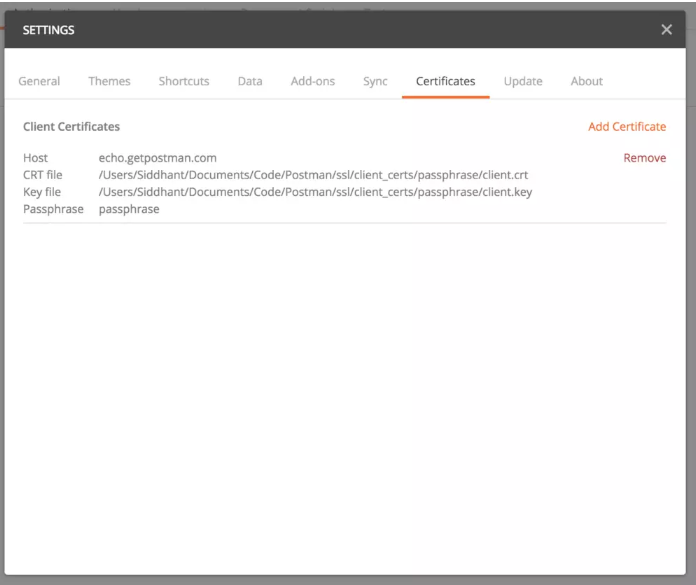 SETTINGS
General Themes Shortcuts Data Add-ons Sync Certificates Update About
Client Certificates Add Certificate
Host echo.getpostman.com Remove
CRT file /Users/Siddhant/Documents/Code/Postman/ssl/client_certs/passphrase/client.crt
Key file /Users/Siddhant/Documents/Code/Postman/ssl/client_certs/passphrase/client.key
Passphrase passphrase